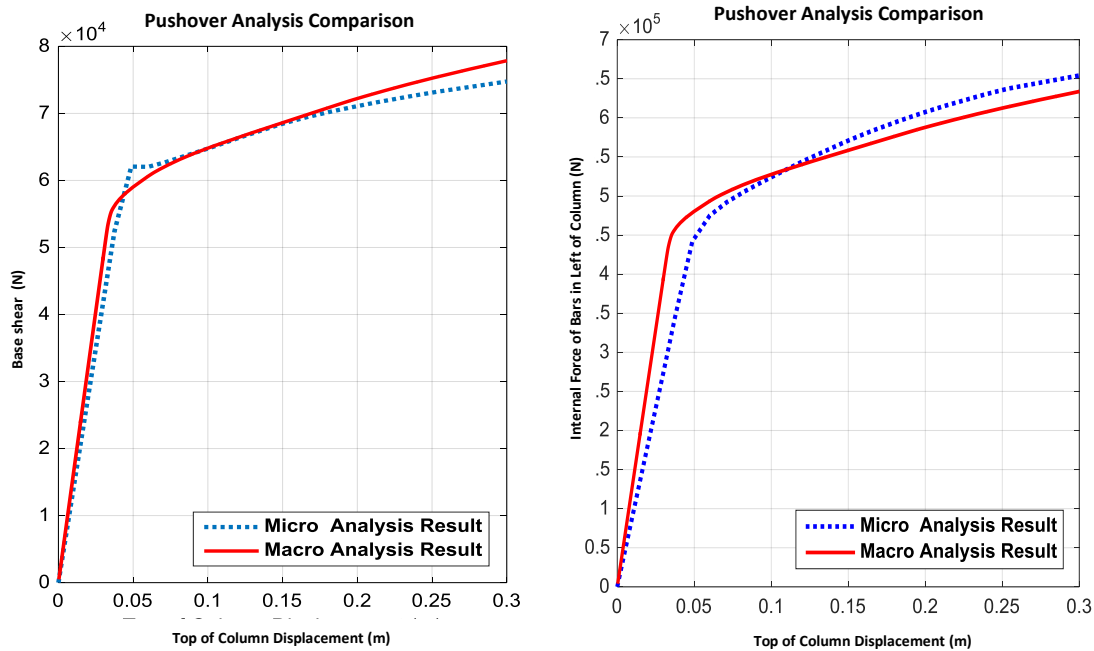 Pushover Analysis Comparison
×10⁴
8
7
6
5
4
3
2
1
0
Base shear (N)
Micro Analysis Result
Macro Analysis Result
0 0.05 0.1 0.15 0.2 0.25 0.3
Top of Column Displacement (m)
Pushover Analysis Comparison
×10⁵
7
.5
6
.5
5
.5
4
.5
3
.5
2
.5
1
0.5
0
Internal Force of Bars in Left of Column (N)
Micro Analysis Result
Macro Analysis Result
0 0.05 0.1 0.15 0.2 0.25 0.3
Top of Column Displacement (m)